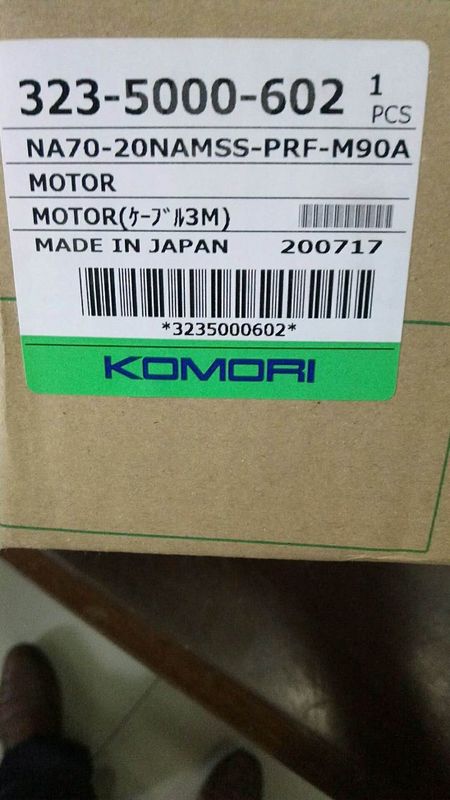 323-5000-602 1
PCS
NA70-20NAMSS-PRF-M90A
MOTOR
MOTOR(ｹｰﾌﾞﾙ3M)
MADE IN JAPAN 200717
*3235000602*
KOMORI